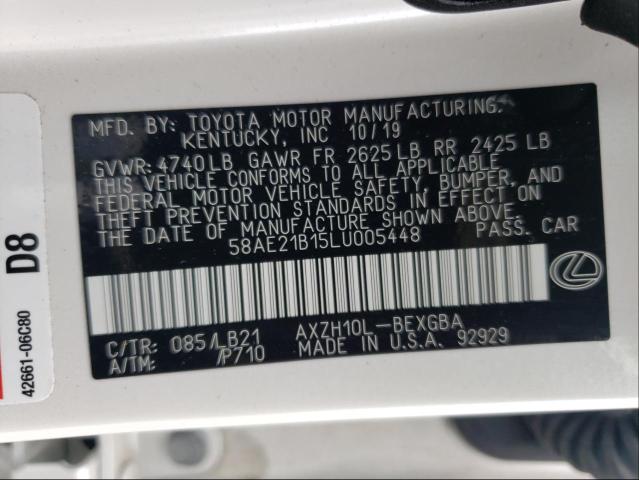 MFD. BY: TOYOTA MOTOR MANUFACTURING.
KENTUCKY, INC 10/19
GVWR: 4740LB GAWR FR 2625LB RR 2425 LB
THIS VEHICLE CONFORMS TO ALL APPLICABLE
FEDERAL MOTOR VEHICLE SAFETY, BUMPER, AND
THEFT PREVENTION STANDARDS IN EFFECT ON
THE DATE OF MANUFACTURE SHOWN ABOVE.
58AE21B15LU005448 PASS. CAR
C/TR: 085/LB21 AXZH10L-BEXGBA
A/TM: /P710 MADE IN U.S.A. 92929
D8
42661-06C80